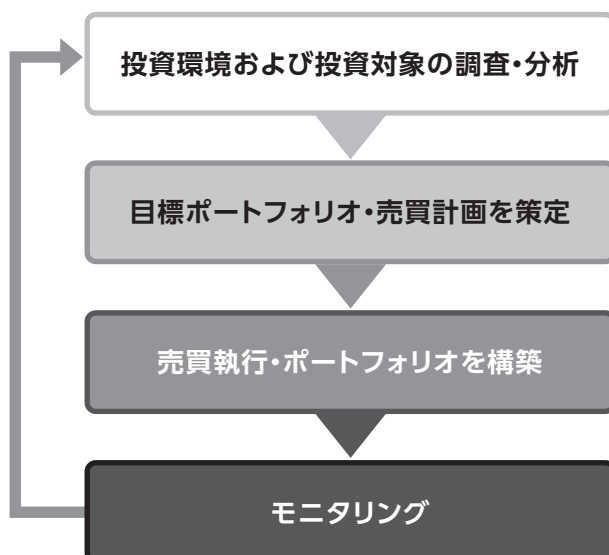 投資環境および投資対象の調査・分析
目標ポートフォリオ・売買計画を策定
売買執行・ポートフォリオを構築
モニタリング